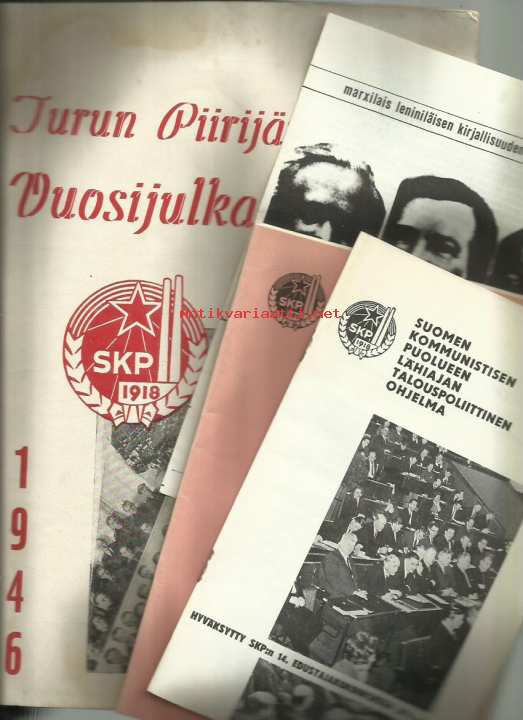 Turun Piirijä
Vuosijulka
SKP
1918
1
9
4
6
marxilais leniniläisen kirjallisuuden
Antikvariaatti.net
SKP
SKP
1918
SUOMEN
KOMMUNISTISEN
PUOLUEEN
LÄHIAJAN
TALOUSPOLIITTINEN
OHJELMA
HYVÄKSYTTY SKP:n 14.